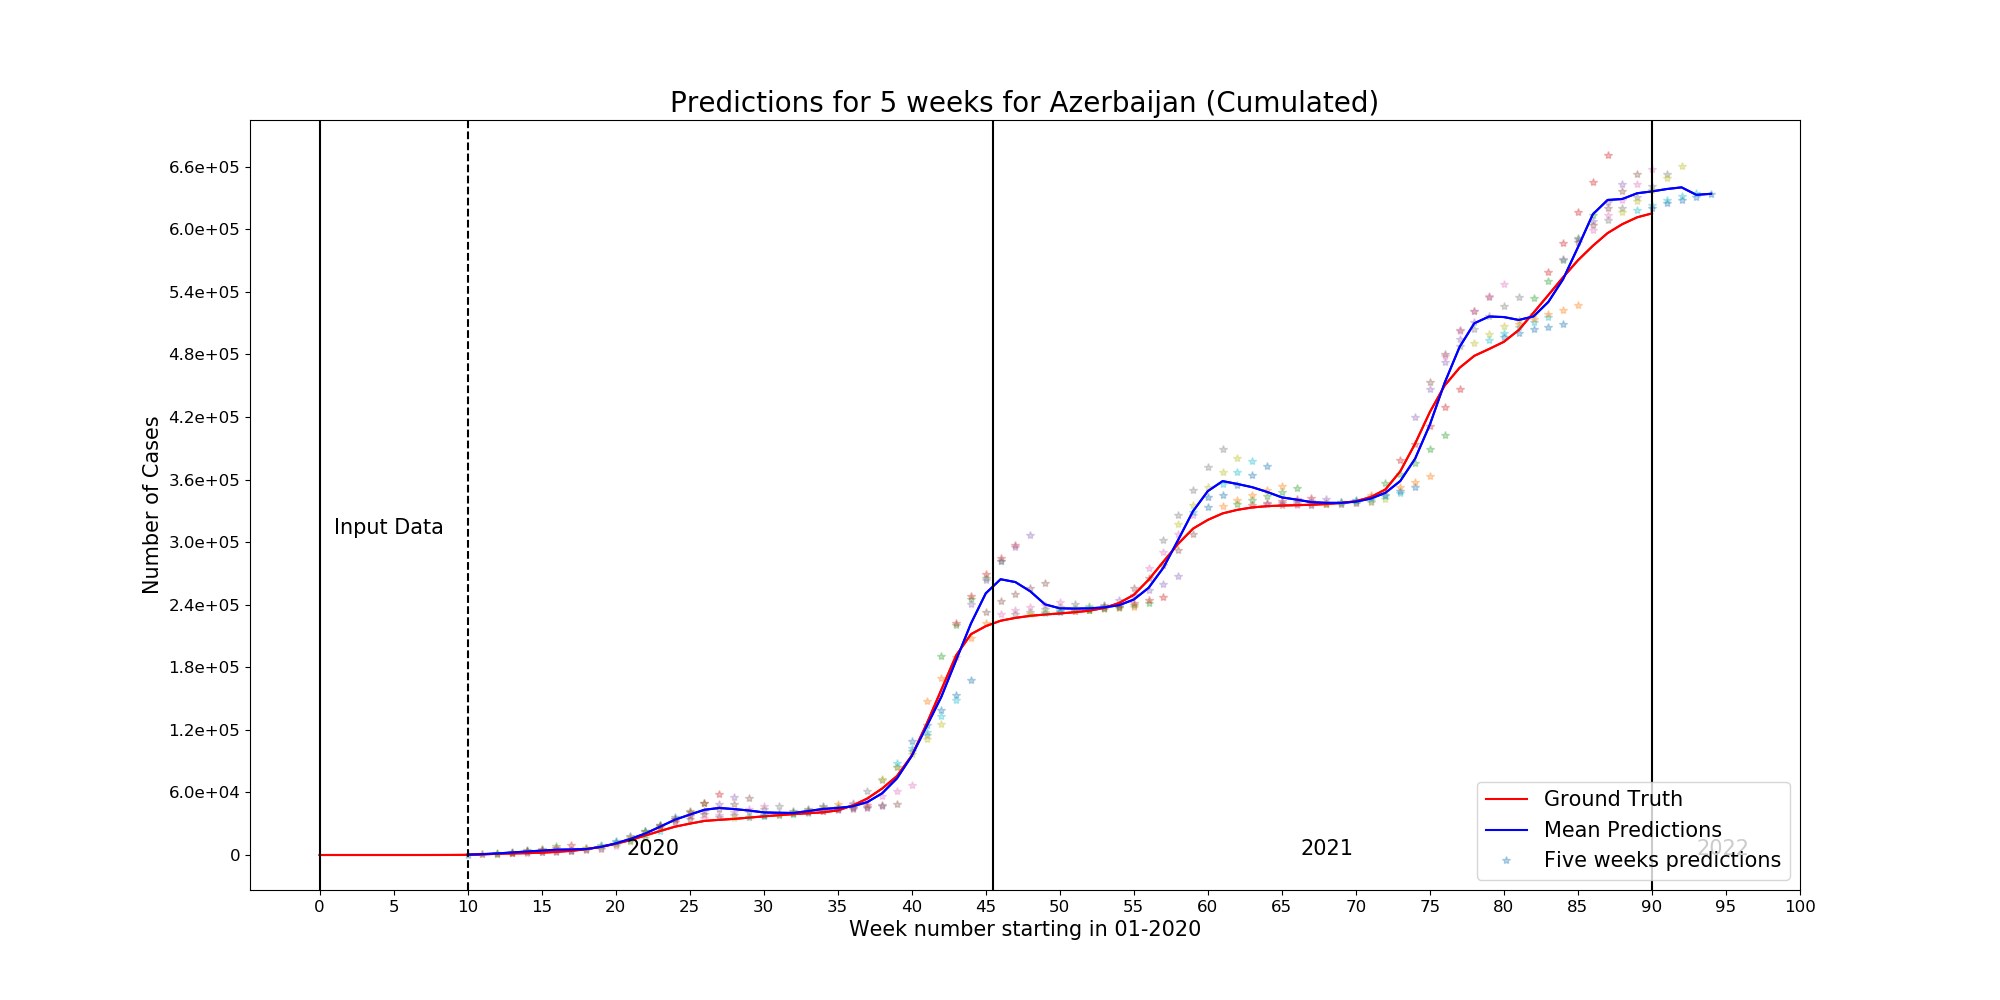 Predictions for 5 weeks for Azerbaijan (Cumulated)
Number of Cases
6.6e+05
6.0e+05
5.4e+05
4.8e+05
4.2e+05
3.6e+05
3.0e+05
2.4e+05
1.8e+05
1.2e+05
6.0e+04
0
Input Data
2020
2021
2022
Ground Truth
Mean Predictions
Five weeks predictions
0 5 10 15 20 25 30 35 40 45 50 55 60 65 70 75 80 85 90 95 100
Week number starting in 01-2020